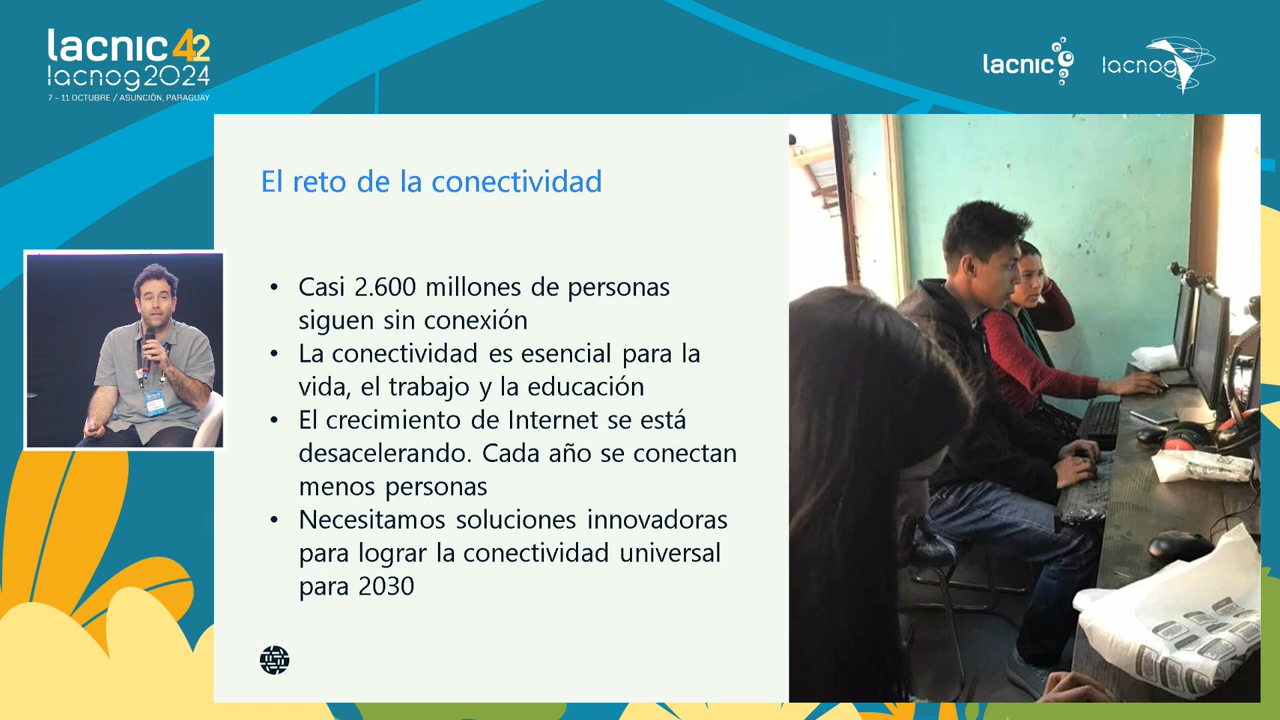 lacnic 42
lacnog2024
7 - 11 OCTUBRE / ASUNCIÓN, PARAGUAY
lacnic
lacnog
El reto de la conectividad
• Casi 2.600 millones de personas
siguen sin conexión
• La conectividad es esencial para la
vida, el trabajo y la educación
• El crecimiento de Internet se está
desacelerando. Cada año se conectan
menos personas
• Necesitamos soluciones innovadoras
para lograr la conectividad universal
para 2030